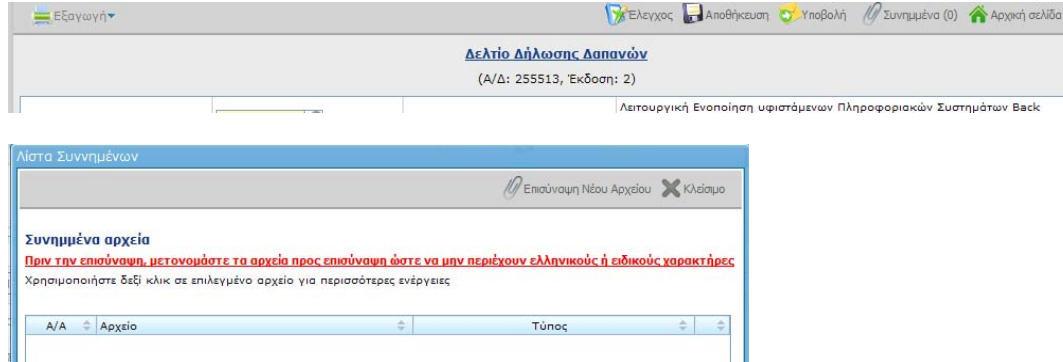 Εξαγωγή Έλεγχος Αποθήκευση Υποβολή Συνημμένα (0) Αρχική σελίδα
Δελτίο Δήλωσης Δαπανών
(Α/Δ: 255513, Έκδοση: 2)
Λειτουργική Ενοποίηση υφιστάμενων Πληροφοριακών Συστημάτων Back
Λίστα Συννημένων
Επισύναψη Νέου Αρχείου Κλείσιμο
Συνημμένα αρχεία
Πριν την επισύναψη, μετονομάστε τα αρχεία προς επισύναψη ώστε να μην περιέχουν ελληνικούς ή ειδικούς χαρακτήρες
Χρησιμοποιήστε δεξί κλικ σε επιλεγμένο αρχείο για περισσότερες ενέργειες
Α/Α Αρχείο Τύπος